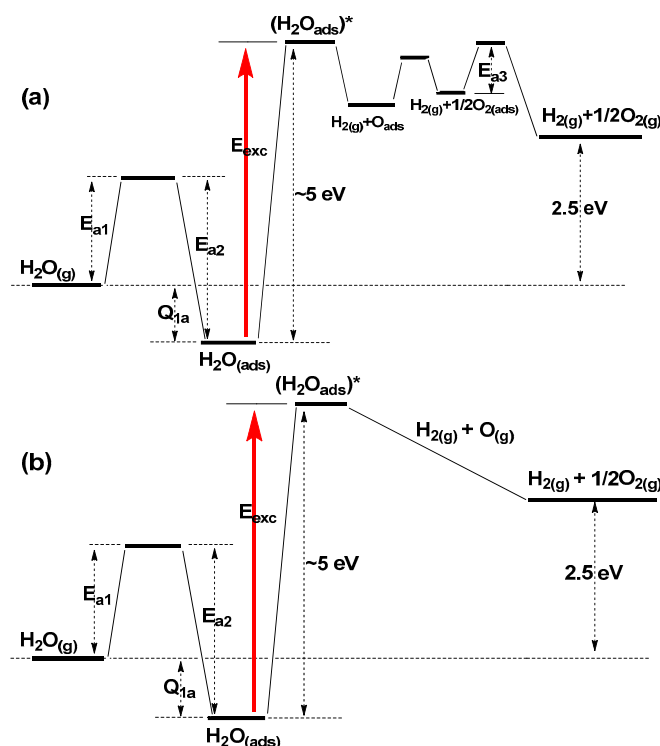 (H₂Oads)*
(a)
Ea3
H₂(g)+1/2O₂(ads)
H₂(g)+Oads
H₂(g)+1/2O₂(g)
Eexc
~5 eV
2.5 eV
Ea1
Ea2
H₂O(g)
Q1a
H₂O(ads)
(H₂Oads)*
H₂(g) + O(g)
(b)
H₂(g) + 1/2O₂(g)
Eexc
~5 eV
2.5 eV
Ea1
Ea2
H₂O(g)
Q1a
H₂O(ads)